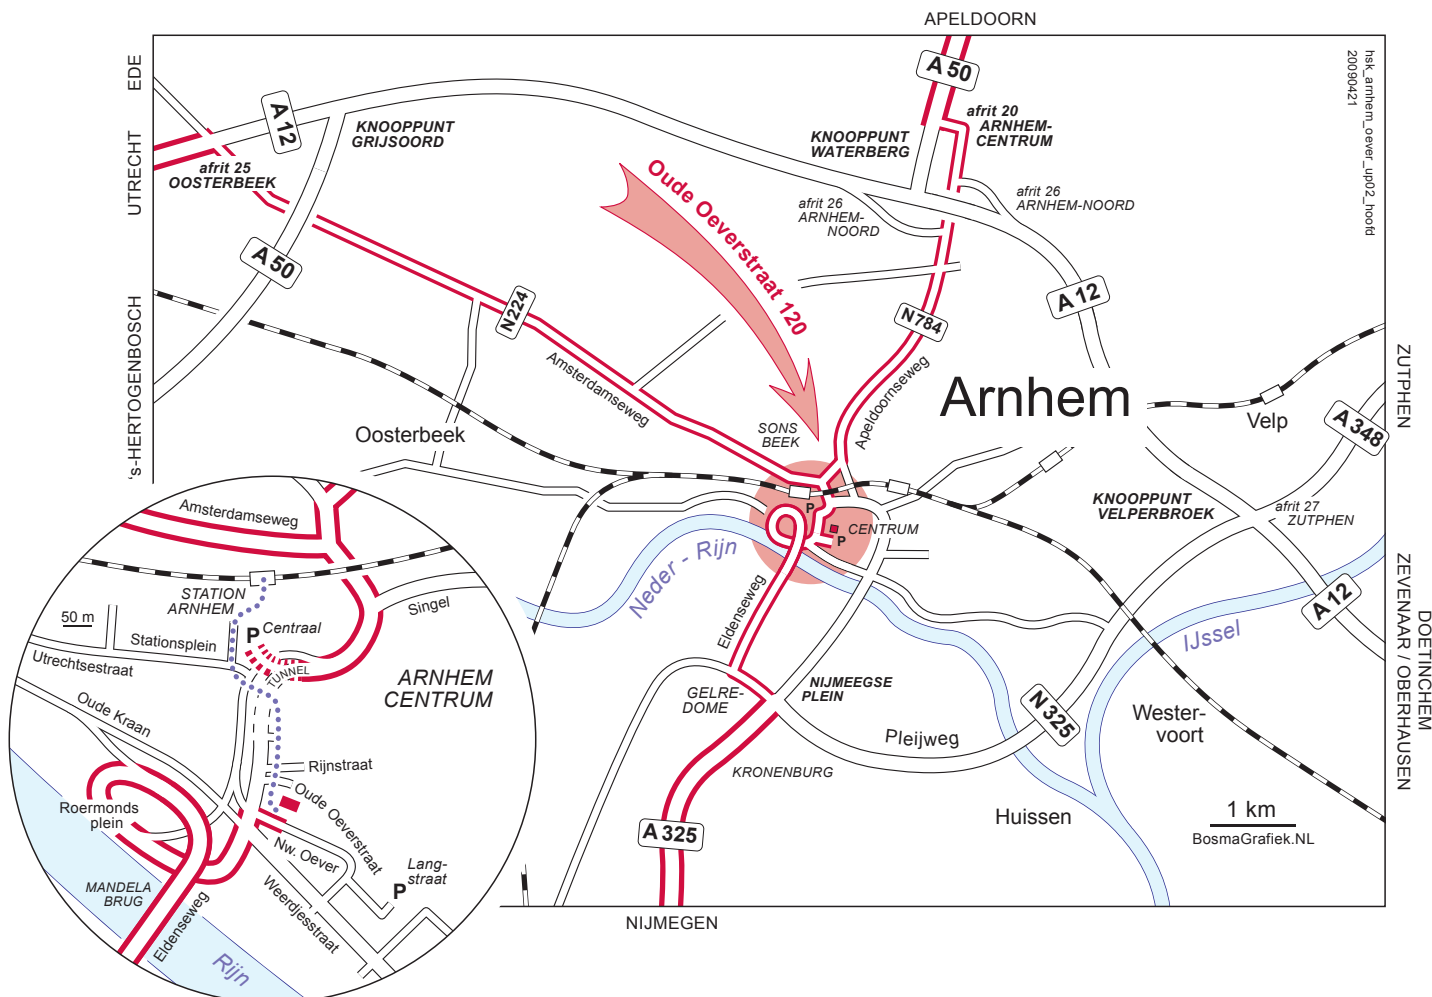 APELDOORN
EDE
UTRECHT
's-HERTOGENBOSCH
A 12
A 50
KNOOPPUNT
GRIJSOORD
afrit 25
OOSTERBEEK
A 50
N224
Amsterdamseweg
Oosterbeek
Oude Oeverstraat 120
KNOOPPUNT
WATERBERG
afrit 20
ARNHEM-
CENTRUM
afrit 26
ARNHEM-
NOORD
afrit 26
ARNHEM-NOORD
A 12
N784
Apeldoornseweg
SONS
BEEK
Arnhem
hsk_arnhem_oever_up02_hoofd
20090421
ZUTPHEN
Velp
A 348
KNOOPPUNT
VELPERBROEK
afrit 27
ZUTPHEN
A 12
ZEVENAAR / OBERHAUSEN
DOETINCHEM
P
CENTRUM
P
Neder - Rijn
Eldenseweg
IJssel
GELRE-
DOME
NIJMEEGSE
PLEIN
N 325
Pleijweg
Wester-
voort
KRONENBURG
Huissen
A 325
1 km
BosmaGrafiek.NL
NIJMEGEN
Amsterdamseweg
STATION
ARNHEM
Singel
50 m
P Centraal
Stationsplein
TUNNEL
Utrechtsestraat
ARNHEM
CENTRUM
Oude Kraan
Rijnstraat
Oude Oeverstraat
Roermonds
plein
Nw. Oever
Lang-
straat
P
MANDELA
BRUG
Eldenseweg
Weerdjesstraat
Rijn